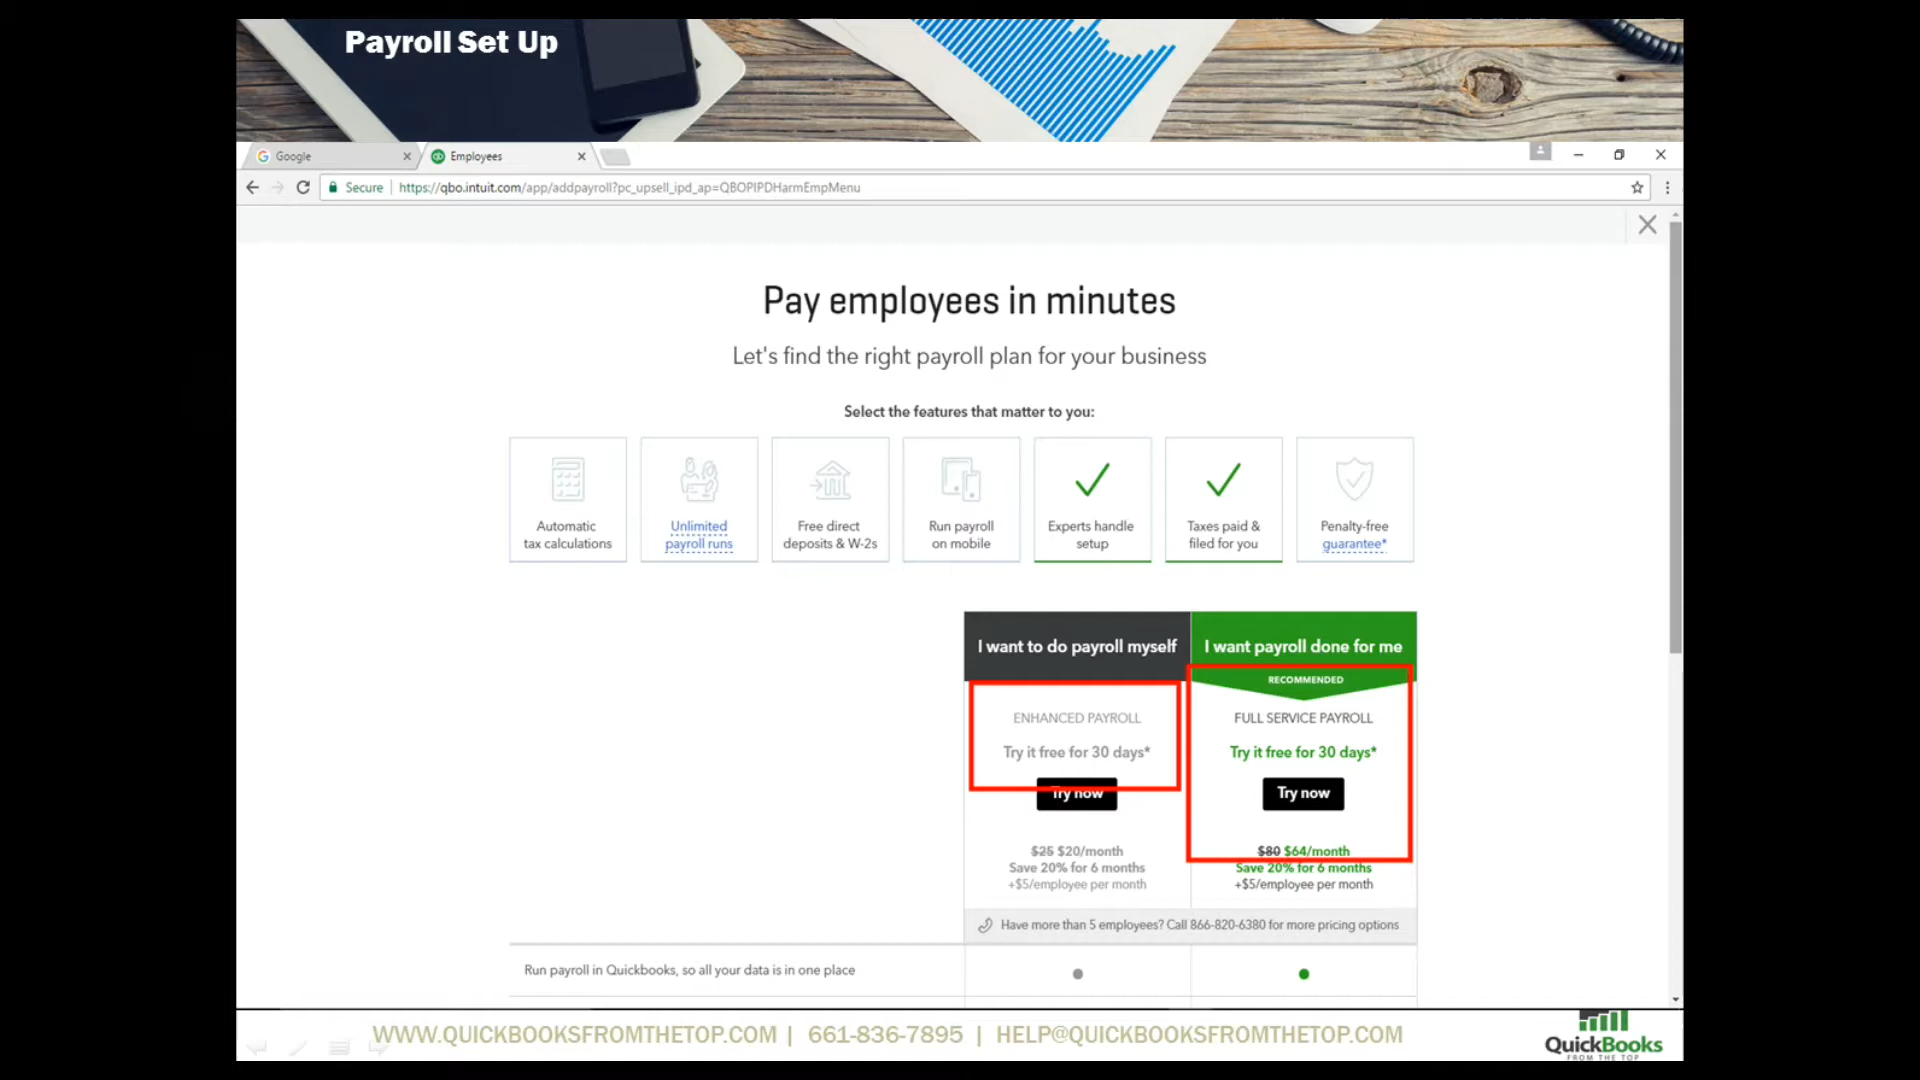 Payroll Set Up
Google
Employees
Secure | https://qbo.intuit.com/app/addpayroll?pc_upsell_ipd_ap=QBOPIPDHarmEmpMenu
Pay employees in minutes
Let's find the right payroll plan for your business
Select the features that matter to you:
Automatic
tax calculations
Unlimited
payroll runs
Free direct
deposits & W-2s
Run payroll
on mobile
Experts handle
setup
Taxes paid &
filed for you
Penalty-free
guarantee*
I want to do payroll myself
I want payroll done for me
RECOMMENDED
ENHANCED PAYROLL
Try it free for 30 days*
Try now
$25 $20/month
Save 20% for 6 months
+$5/employee per month
FULL SERVICE PAYROLL
Try it free for 30 days*
Try now
$80 $64/month
Save 20% for 6 months
+$5/employee per month
Have more than 5 employees? Call 866-820-6380 for more pricing options
Run payroll in Quickbooks, so all your data is in one place
WWW.QUICKBOOKSFROMTHETOP.COM | 661-836-7895 | HELP@QUICKBOOKSFROMTHETOP.COM
QuickBooks
FROM THE TOP